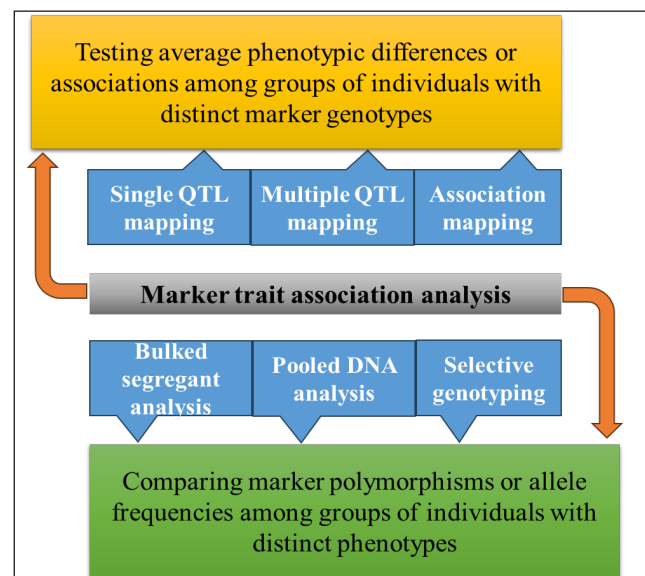 Testing average phenotypic differences or
associations among groups of individuals with
distinct marker genotypes
Single QTL
mapping
Multiple QTL
mapping
Association
mapping
Marker trait association analysis
Bulked
segregant
analysis
Pooled DNA
analysis
Selective
genotyping
Comparing marker polymorphisms or allele
frequencies among groups of individuals with
distinct phenotypes